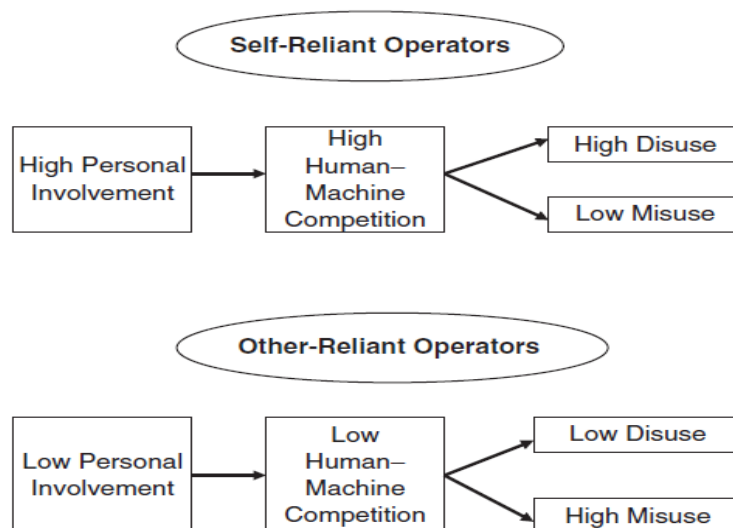 Self-Reliant Operators
High Personal
Involvement
High
Human–
Machine
Competition
High Disuse
Low Misuse
Other-Reliant Operators
Low Personal
Involvement
Low
Human–
Machine
Competition
Low Disuse
High Misuse